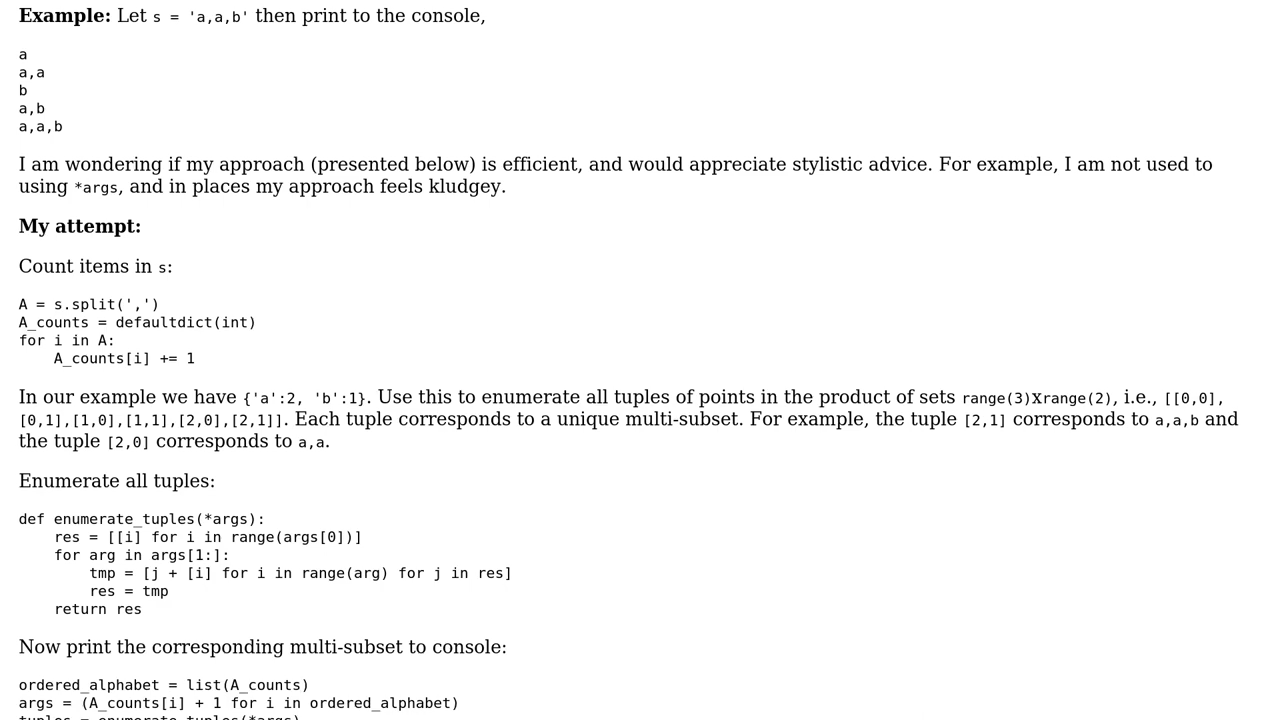 Example: Let s = 'a,a,b' then print to the console,
a
a,a
b
a,b
a,a,b
I am wondering if my approach (presented below) is efficient, and would appreciate stylistic advice. For example, I am not used to
using *args, and in places my approach feels kludgey.
My attempt:
Count items in s:
A = s.split(',')
A_counts = defaultdict(int)
for i in A:
    A_counts[i] += 1
In our example we have {'a':2, 'b':1}. Use this to enumerate all tuples of points in the product of sets range(3)xrange(2), i.e., [[0,0],
[0,1],[1,0],[1,1],[2,0],[2,1]]. Each tuple corresponds to a unique multi-subset. For example, the tuple [2,1] corresponds to a,a,b and
the tuple [2,0] corresponds to a,a.
Enumerate all tuples:
def enumerate_tuples(*args):
    res = [[i] for i in range(args[0])]
    for arg in args[1:]:
        tmp = [j + [i] for i in range(arg) for j in res]
        res = tmp
    return res
Now print the corresponding multi-subset to console:
ordered_alphabet = list(A_counts)
args = (A_counts[i] + 1 for i in ordered_alphabet)
tuples = enumerate_tuples(*args)